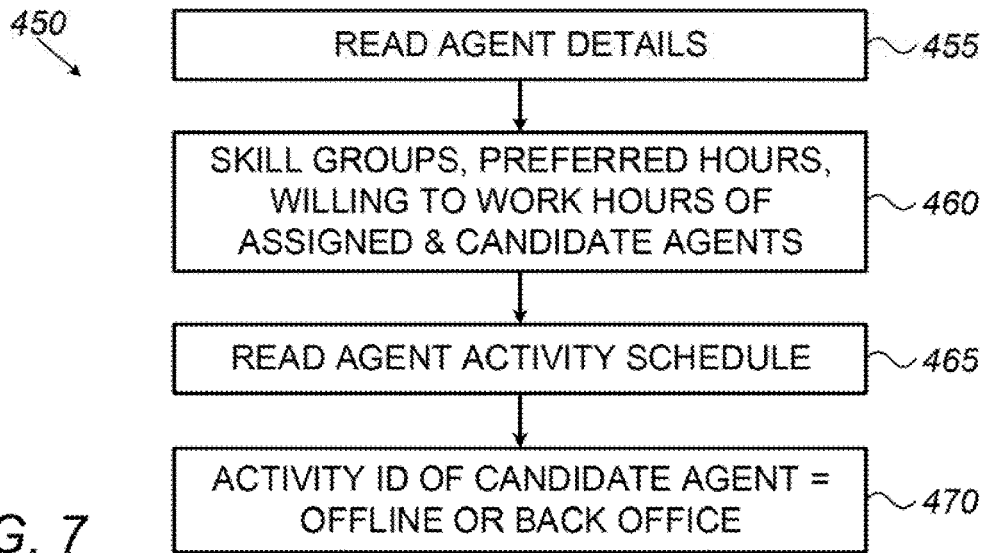 450
READ AGENT DETAILS
455
SKILL GROUPS, PREFERRED HOURS,
WILLING TO WORK HOURS OF
ASSIGNED & CANDIDATE AGENTS
460
READ AGENT ACTIVITY SCHEDULE
465
ACTIVITY ID OF CANDIDATE AGENT =
OFFLINE OR BACK OFFICE
470
G. 7